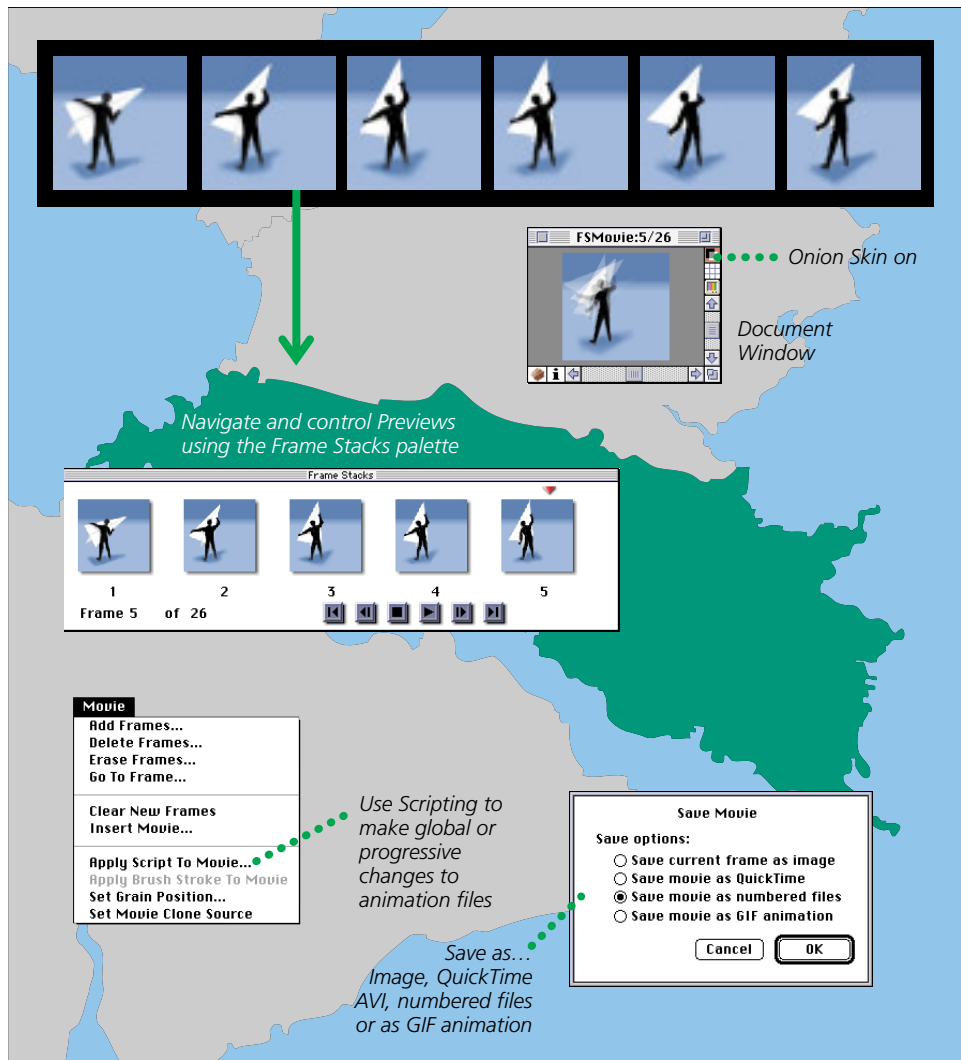 FSMovie:5/26
Onion Skin on
Document
Window
Navigate and control Previews
using the Frame Stacks palette
Frame Stacks
1 2 3 4 5
Frame 5 of 26
Movie
Add Frames...
Delete Frames...
Erase Frames...
Go To Frame...
Clear New Frames
Insert Movie...
Apply Script To Movie...
Apply Brush Stroke To Movie
Set Grain Position...
Set Movie Clone Source
Use Scripting to
make global or
progressive
changes to
animation files
Save Movie
Save options:
Save current frame as image
Save movie as QuickTime
Save movie as numbered files
Save movie as GIF animation
Cancel OK
Save as…
Image, QuickTime
AVI, numbered files
or as GIF animation